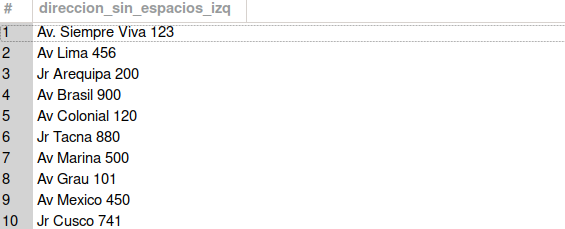 # direccion_sin_espacios_izq
1 Av. Siempre Viva 123
2 Av Lima 456
3 Jr Arequipa 200
4 Av Brasil 900
5 Av Colonial 120
6 Jr Tacna 880
7 Av Marina 500
8 Av Grau 101
9 Av Mexico 450
10 Jr Cusco 741